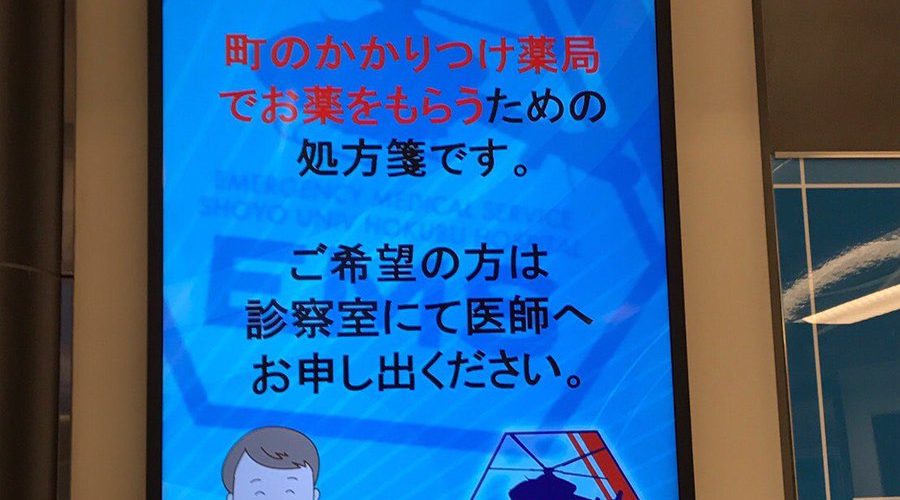 町のかかりつけ薬局
でお薬をもらうための
処方箋です。
EMERGENCY MEDICAL SERVICE
SHOYO UNIV HOKUBU HOSPITAL
EMS
ご希望の方は
診察室にて医師へ
お申し出ください。